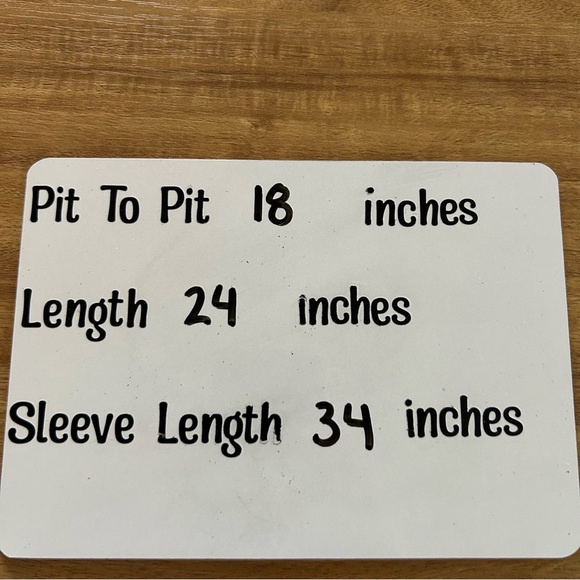 Pit To Pit 18 inches
Length 24 inches
Sleeve Length 34 inches